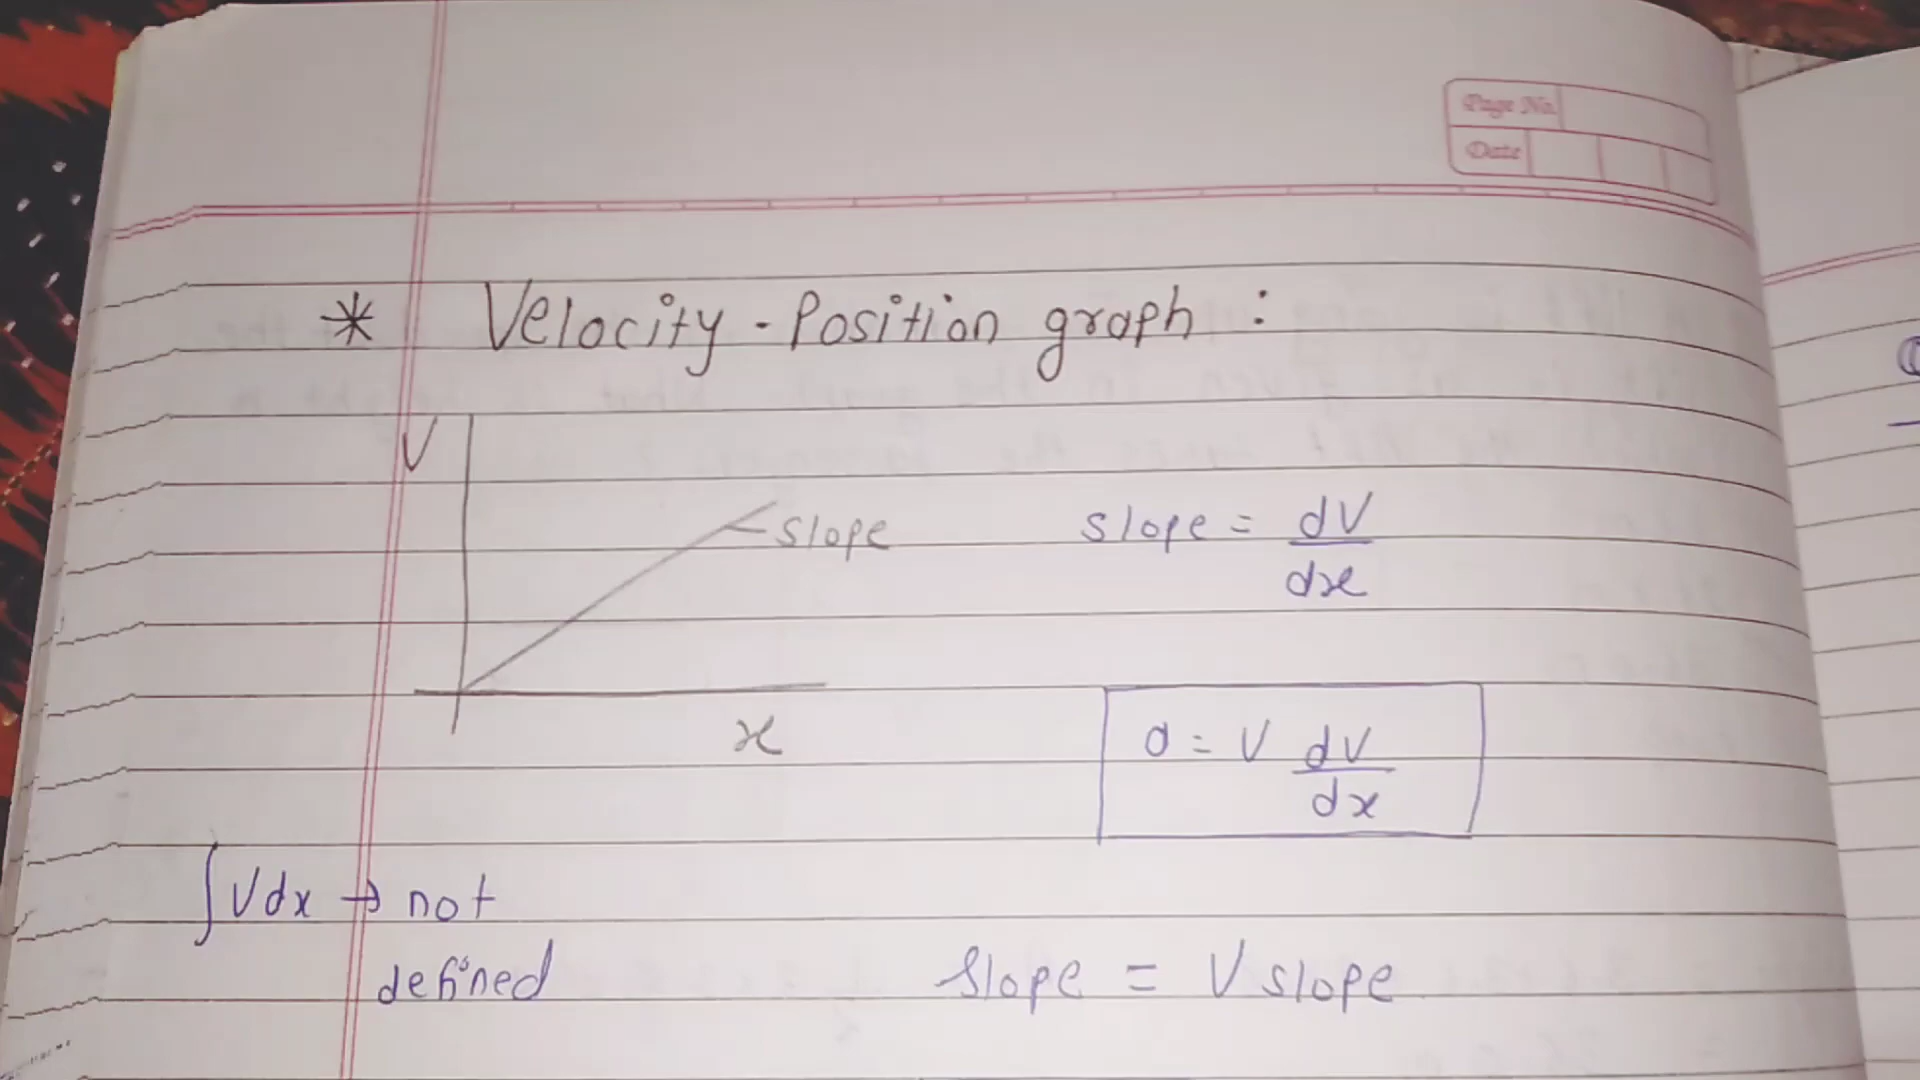 Page No.
Date
* Velocity - Position graph :
V
slope
slope = dV
dx
x
a = V dV
dx
∫Vdx → not
defined
Slope = V slope